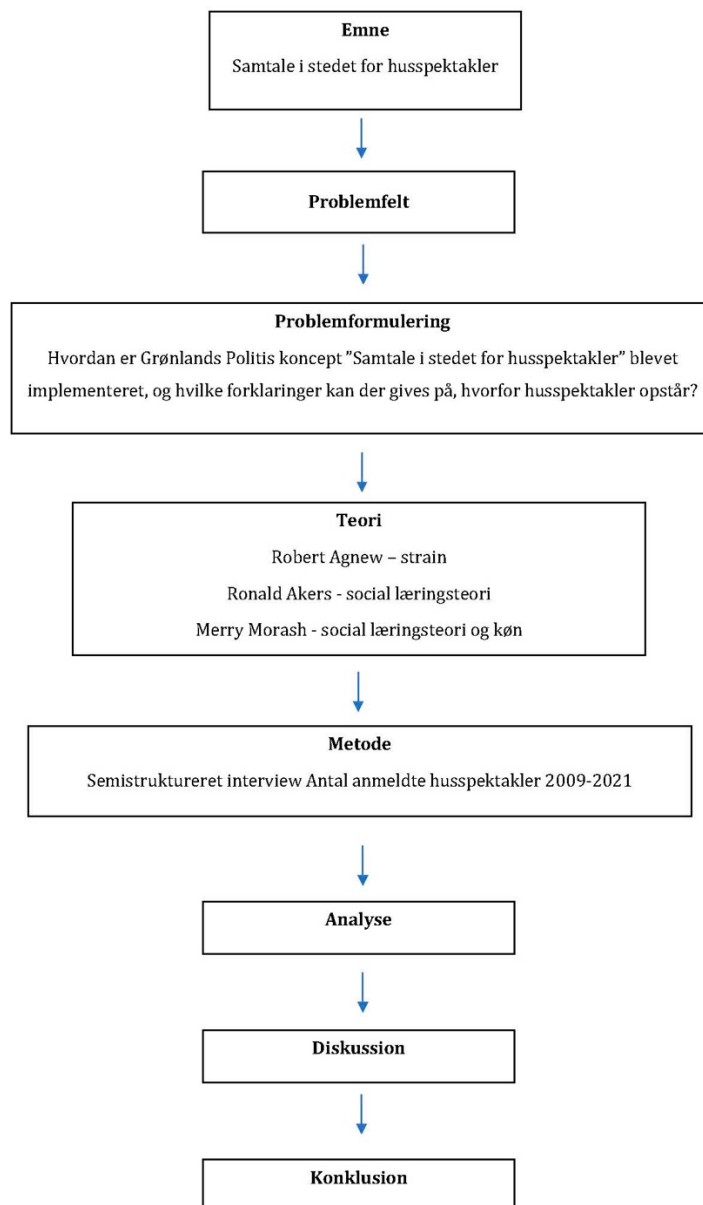 Emne
Samtale i stedet for husspektakler
Problemfelt
Problemformulering
Hvordan er Grønlands Politis koncept ”Samtale i stedet for husspektakler” blevet
implementeret, og hvilke forklaringer kan der gives på, hvorfor husspektakler opstår?
Teori
Robert Agnew – strain
Ronald Akers - social læringsteori
Merry Morash - social læringsteori og køn
Metode
Semistruktureret interview Antal anmeldte husspektakler 2009-2021
Analyse
Diskussion
Konklusion